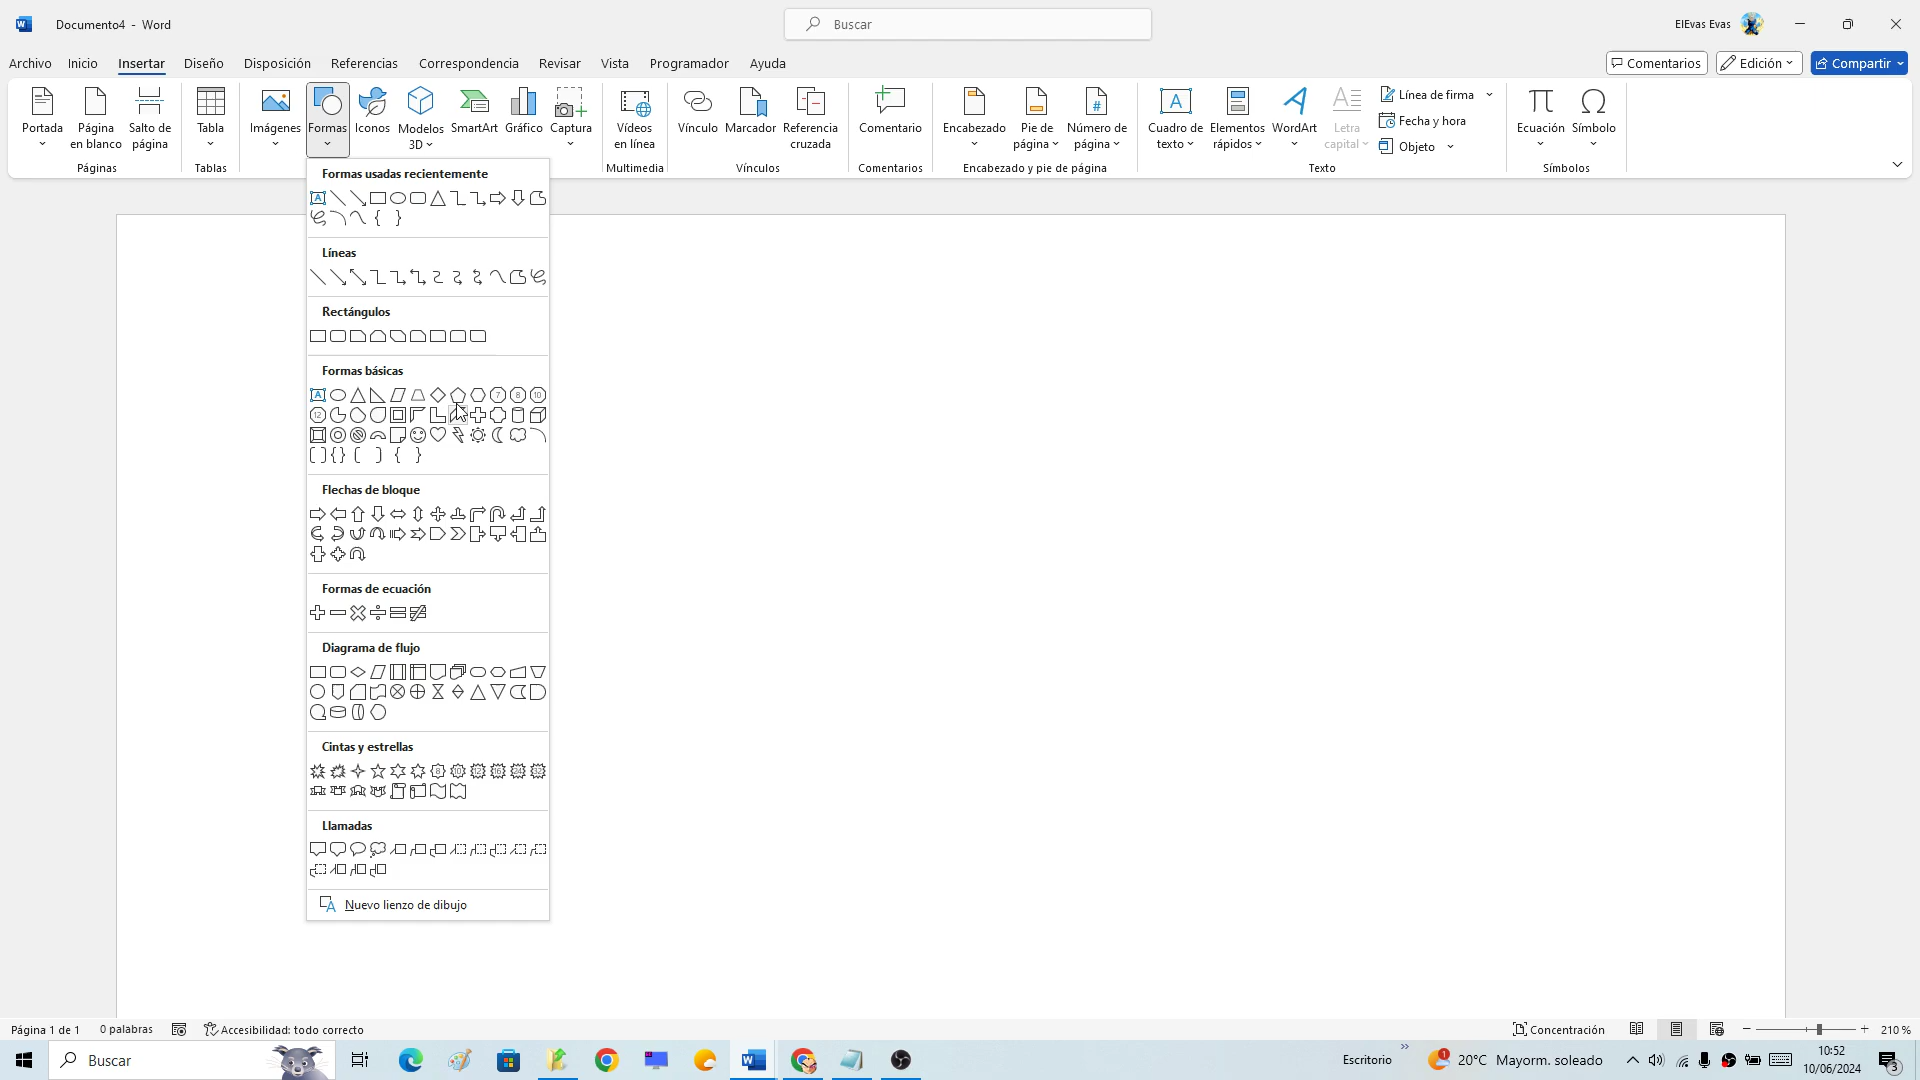 Documento4 - Word
Buscar
ElEvas Evas
Archivo
Inicio
Insertar
Diseño
Disposición
Referencias
Correspondencia
Revisar
Vista
Programador
Ayuda
Comentarios
Edición
Compartir
Portada
Página en blanco
Salto de página
Páginas
Tabla
Tablas
Imágenes
Formas
Iconos
Modelos 3D
SmartArt
Gráfico
Captura
Vídeos en línea
Multimedia
Vínculo
Marcador
Referencia cruzada
Vínculos
Comentario
Comentarios
Encabezado
Pie de página
Número de página
Encabezado y pie de página
Cuadro de texto
Elementos rápidos
WordArt
Letra capital
Línea de firma
Fecha y hora
Objeto
Texto
Ecuación
Símbolo
Símbolos
Formas usadas recientemente
Líneas
Rectángulos
Formas básicas
Flechas de bloque
Formas de ecuación
Diagrama de flujo
Cintas y estrellas
Llamadas
Nuevo lienzo de dibujo
Página 1 de 1
0 palabras
Accesibilidad: todo correcto
Concentración
210 %
Buscar
Escritorio
1
20°C Mayorm. soleado
10:52
10/06/2024
3